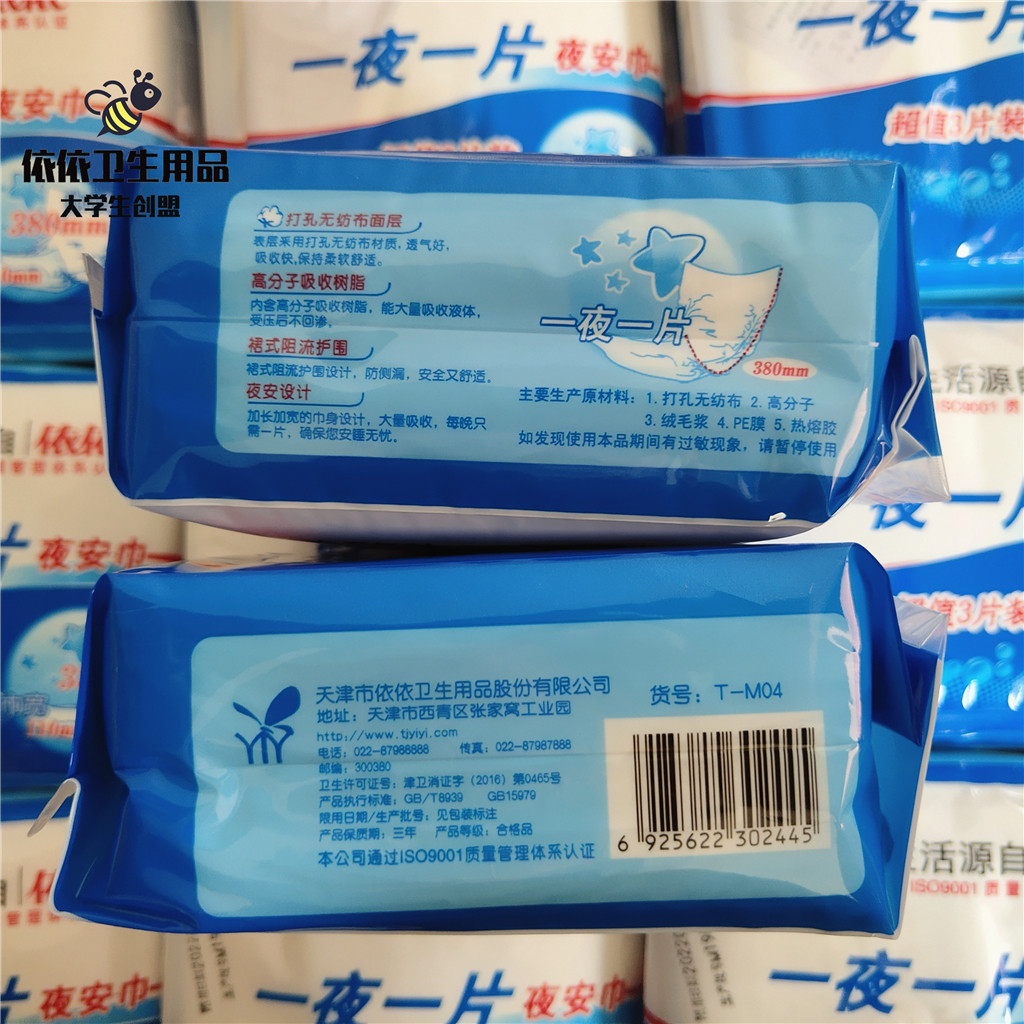 依依卫生用品
大学生创盟
一夜一片 夜安巾
超值3片装
夜安巾
380mm
打孔无纺布面层
表层采用打孔无纺布材质，透气好，
吸收快，保持柔软舒适。
高分子吸收树脂
内含高分子吸收树脂，能大量吸收液体，
受压后不回渗。
裙式阻流护围
裙式阻流护围设计，防侧漏，安全又舒适。
夜安设计
加长加宽的巾身设计，大量吸收，每晚只
需一片，确保您安睡无忧。
一夜一片
380mm
主要生产原材料：1. 打孔无纺布 2. 高分子
3. 绒毛浆 4. PE膜 5. 热熔胶
如发现使用本品期间有过敏现象，请暂停使用
活源自
ISO9001 质
依依
夜安巾
超值3片装
天津市依依卫生用品股份有限公司
地址：天津市西青区张家窝工业园
http://www.tjyiyi.com
电话：022-87988888 传真：022-87987888
邮编：300380
卫生许可证号：津卫消证字（2016）第0465号
产品执行标准：GB/T8939 GB15979
限用日期/生产批号：见包装标注
产品保质期：三年 产品等级：合格品
本公司通过ISO9001质量管理体系认证
货号：T-M04
6 925622 302445
活源自
ISO9001 质量
夜安巾
一夜一片 夜安巾
一夜一片